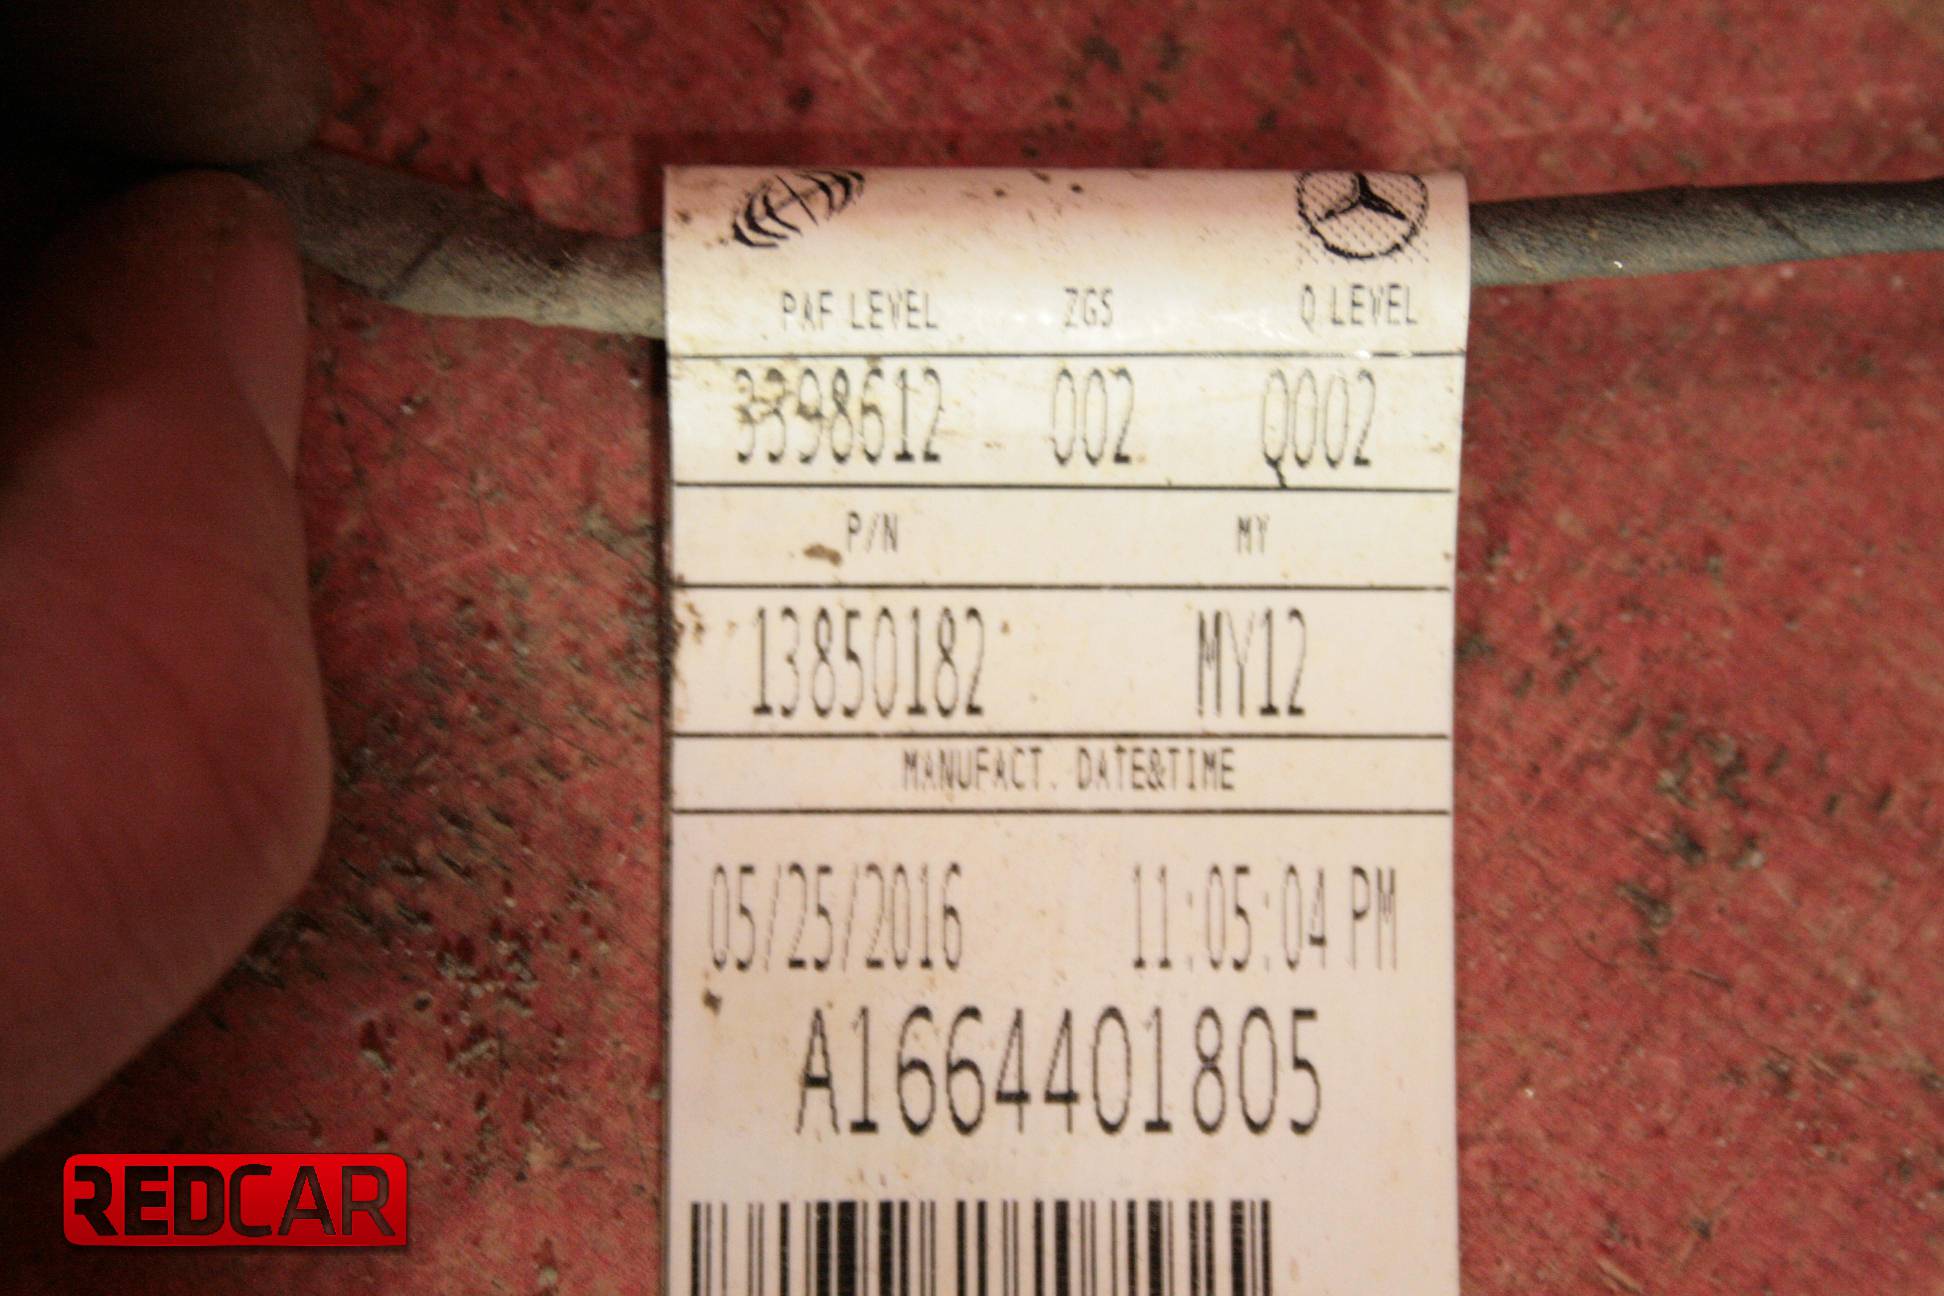 PAF LEVEL ZGS Q LEVEL
3398612 002 Q002
P/N MY
13850182 MY12
MANUFACT. DATE&TIME
05/25/2016 11:05:04 PM
A1664401805
REDCAR